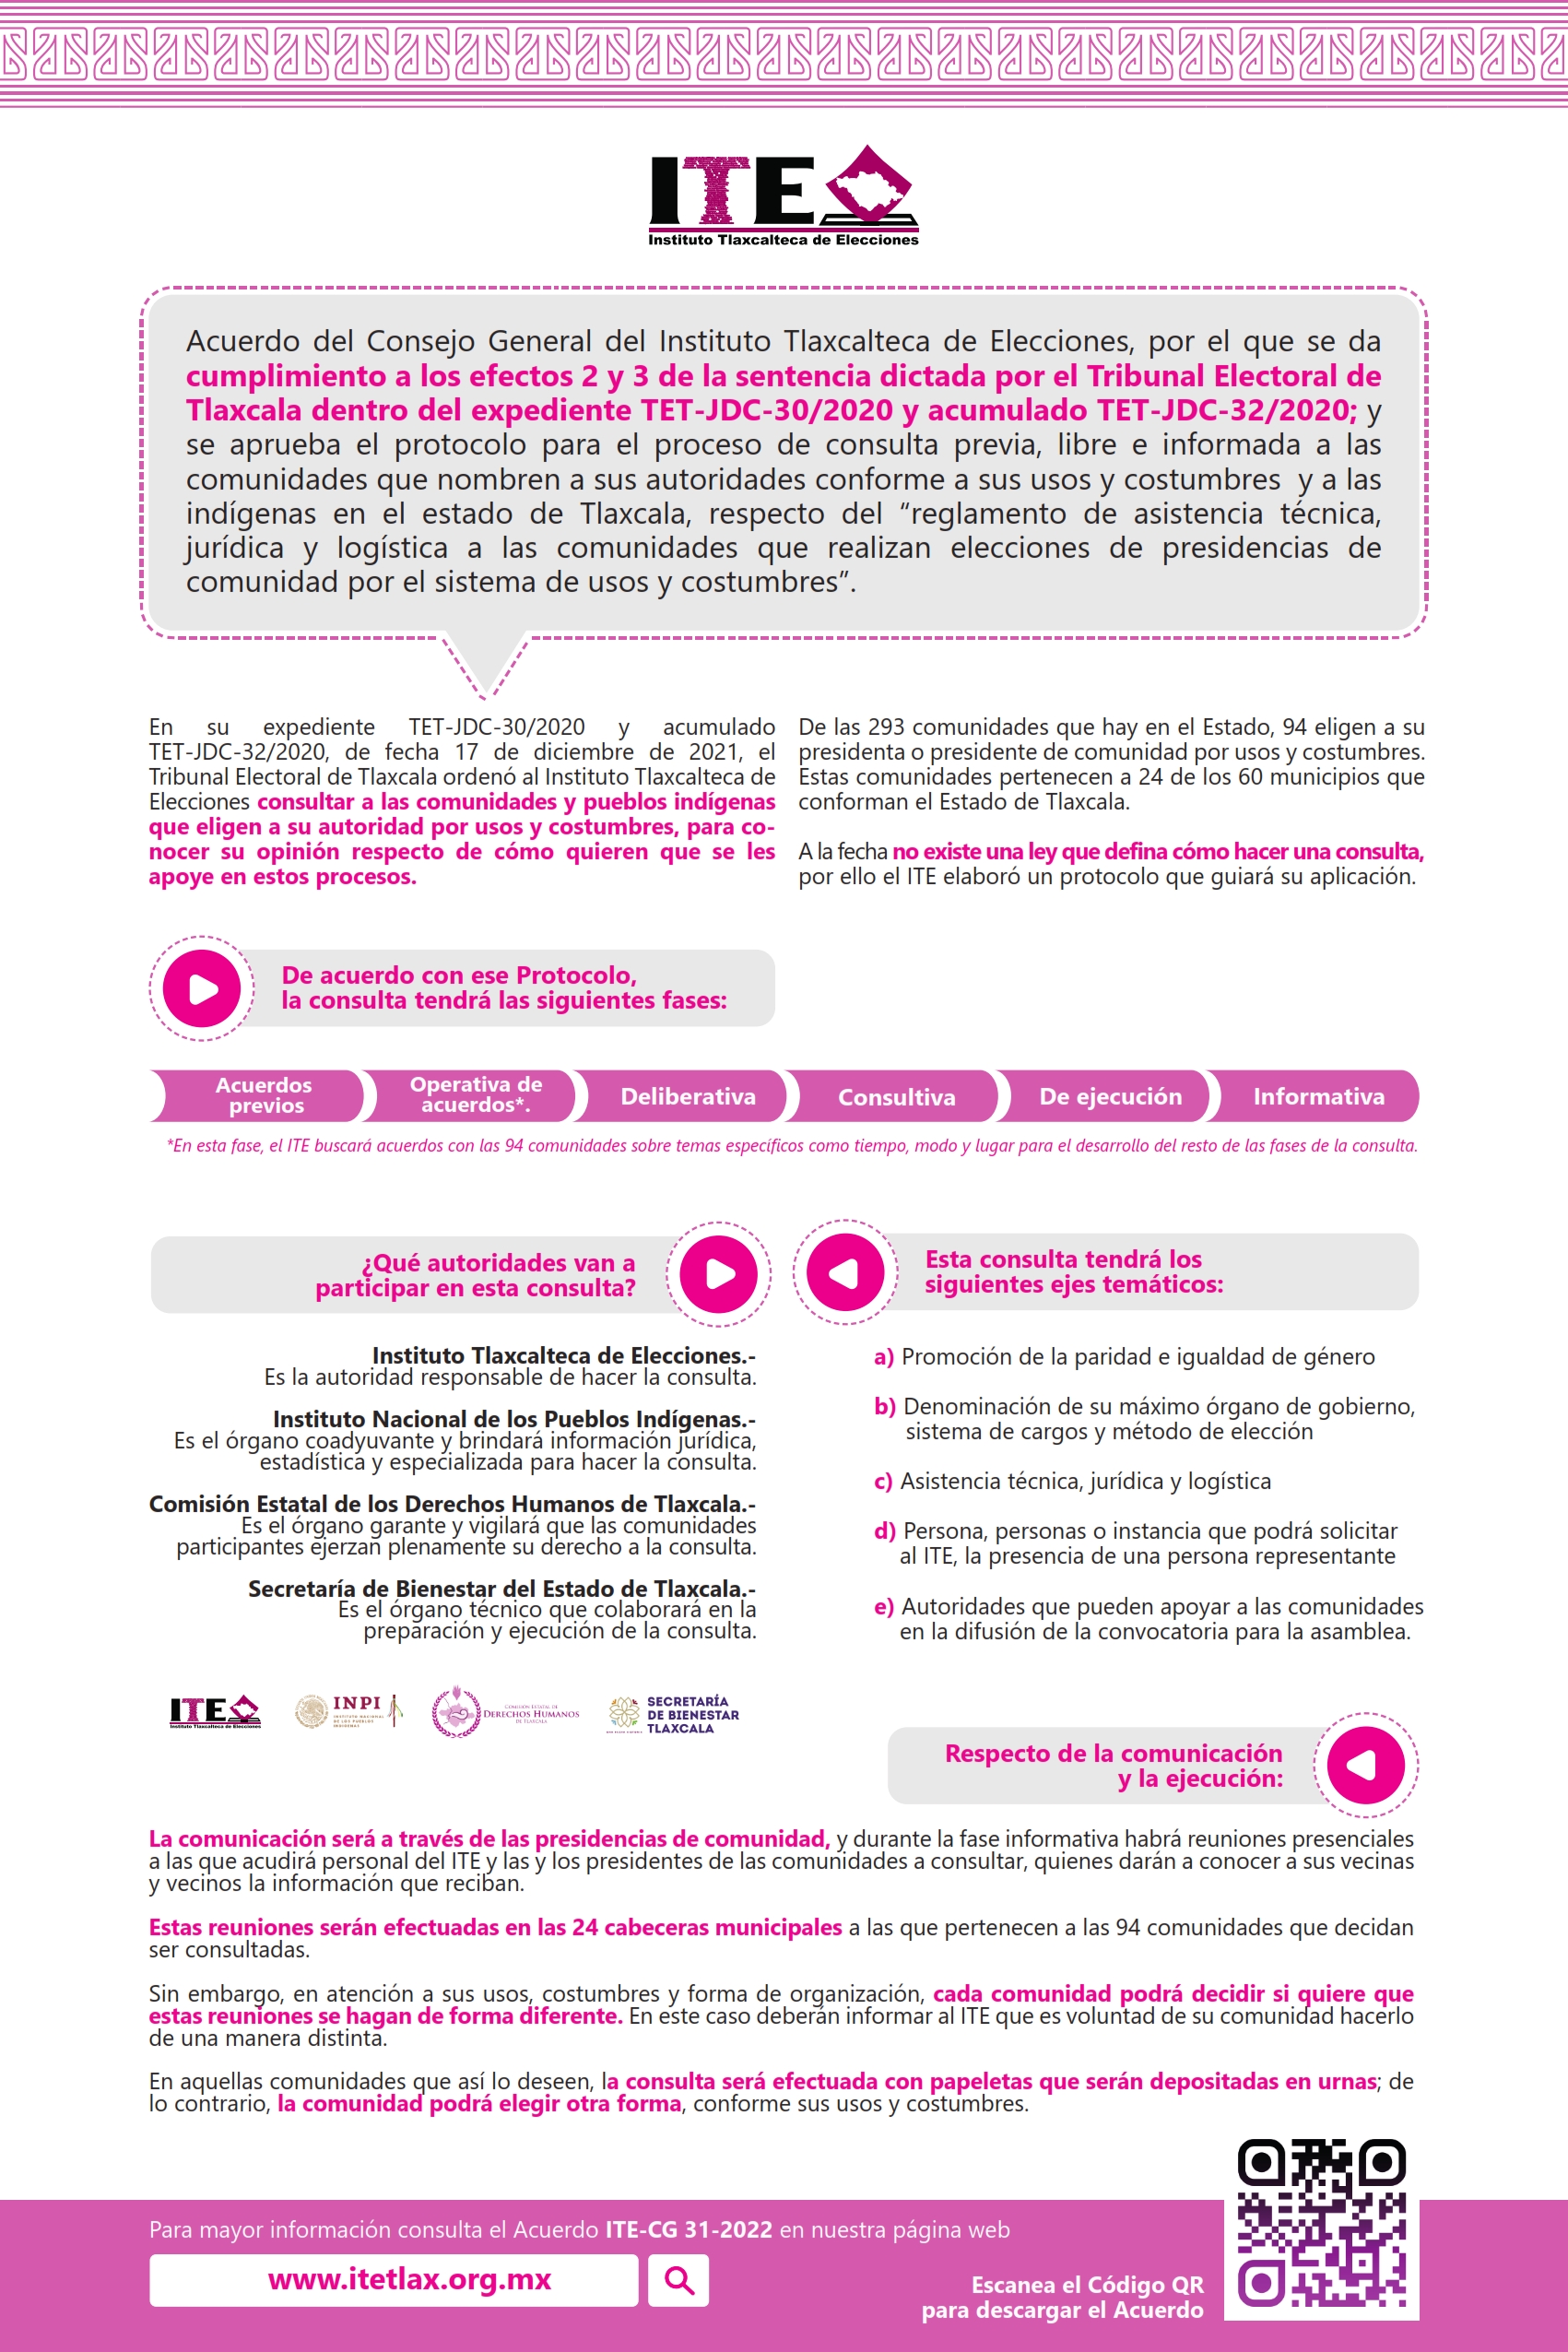 ITE
Instituto Tlaxcalteca de Elecciones
Acuerdo del Consejo General del Instituto Tlaxcalteca de Elecciones, por el que se da
cumplimiento a los efectos 2 y 3 de la sentencia dictada por el Tribunal Electoral de
Tlaxcala dentro del expediente TET-JDC-30/2020 y acumulado TET-JDC-32/2020; y
se aprueba el protocolo para el proceso de consulta previa, libre e informada a las
comunidades que nombren a sus autoridades conforme a sus usos y costumbres y a las
indígenas en el estado de Tlaxcala, respecto del “reglamento de asistencia técnica,
jurídica y logística a las comunidades que realizan elecciones de presidencias de
comunidad por el sistema de usos y costumbres”.
En su expediente TET-JDC-30/2020 y acumulado
TET-JDC-32/2020, de fecha 17 de diciembre de 2021, el
Tribunal Electoral de Tlaxcala ordenó al Instituto Tlaxcalteca de
Elecciones consultar a las comunidades y pueblos indígenas
que eligen a su autoridad por usos y costumbres, para co-
nocer su opinión respecto de cómo quieren que se les
apoye en estos procesos.
De las 293 comunidades que hay en el Estado, 94 eligen a su
presidenta o presidente de comunidad por usos y costumbres.
Estas comunidades pertenecen a 24 de los 60 municipios que
conforman el Estado de Tlaxcala.
A la fecha no existe una ley que defina cómo hacer una consulta,
por ello el ITE elaboró un protocolo que guiará su aplicación.
De acuerdo con ese Protocolo,
la consulta tendrá las siguientes fases:
Acuerdos
previos
Operativa de
acuerdos*.
Deliberativa
Consultiva
De ejecución
Informativa
*En esta fase, el ITE buscará acuerdos con las 94 comunidades sobre temas específicos como tiempo, modo y lugar para el desarrollo del resto de las fases de la consulta.
¿Qué autoridades van a
participar en esta consulta?
Instituto Tlaxcalteca de Elecciones.-
Es la autoridad responsable de hacer la consulta.
Instituto Nacional de los Pueblos Indígenas.-
Es el órgano coadyuvante y brindará información jurídica,
estadística y especializada para hacer la consulta.
Comisión Estatal de los Derechos Humanos de Tlaxcala.-
Es el órgano garante y vigilará que las comunidades
participantes ejerzan plenamente su derecho a la consulta.
Secretaría de Bienestar del Estado de Tlaxcala.-
Es el órgano técnico que colaborará en la
preparación y ejecución de la consulta.
Esta consulta tendrá los
siguientes ejes temáticos:
a) Promoción de la paridad e igualdad de género
b) Denominación de su máximo órgano de gobierno,
sistema de cargos y método de elección
c) Asistencia técnica, jurídica y logística
d) Persona, personas o instancia que podrá solicitar
al ITE, la presencia de una persona representante
e) Autoridades que pueden apoyar a las comunidades
en la difusión de la convocatoria para la asamblea.
ITE
Instituto Tlaxcalteca de Elecciones
INPI
INSTITUTO NACIONAL
DE LOS PUEBLOS
INDÍGENAS
COMISIÓN ESTATAL DE
DERECHOS HUMANOS
DE TLAXCALA
SECRETARÍA
DE BIENESTAR
TLAXCALA
Respecto de la comunicación
y la ejecución:
La comunicación será a través de las presidencias de comunidad, y durante la fase informativa habrá reuniones presenciales
a las que acudirá personal del ITE y las y los presidentes de las comunidades a consultar, quienes darán a conocer a sus vecinas
y vecinos la información que reciban.
Estas reuniones serán efectuadas en las 24 cabeceras municipales a las que pertenecen a las 94 comunidades que decidan
ser consultadas.
Sin embargo, en atención a sus usos, costumbres y forma de organización, cada comunidad podrá decidir si quiere que
estas reuniones se hagan de forma diferente. En este caso deberán informar al ITE que es voluntad de su comunidad hacerlo
de una manera distinta.
En aquellas comunidades que así lo deseen, la consulta será efectuada con papeletas que serán depositadas en urnas; de
lo contrario, la comunidad podrá elegir otra forma, conforme sus usos y costumbres.
Para mayor información consulta el Acuerdo ITE-CG 31-2022 en nuestra página web
www.itetlax.org.mx
Escanea el Código QR
para descargar el Acuerdo